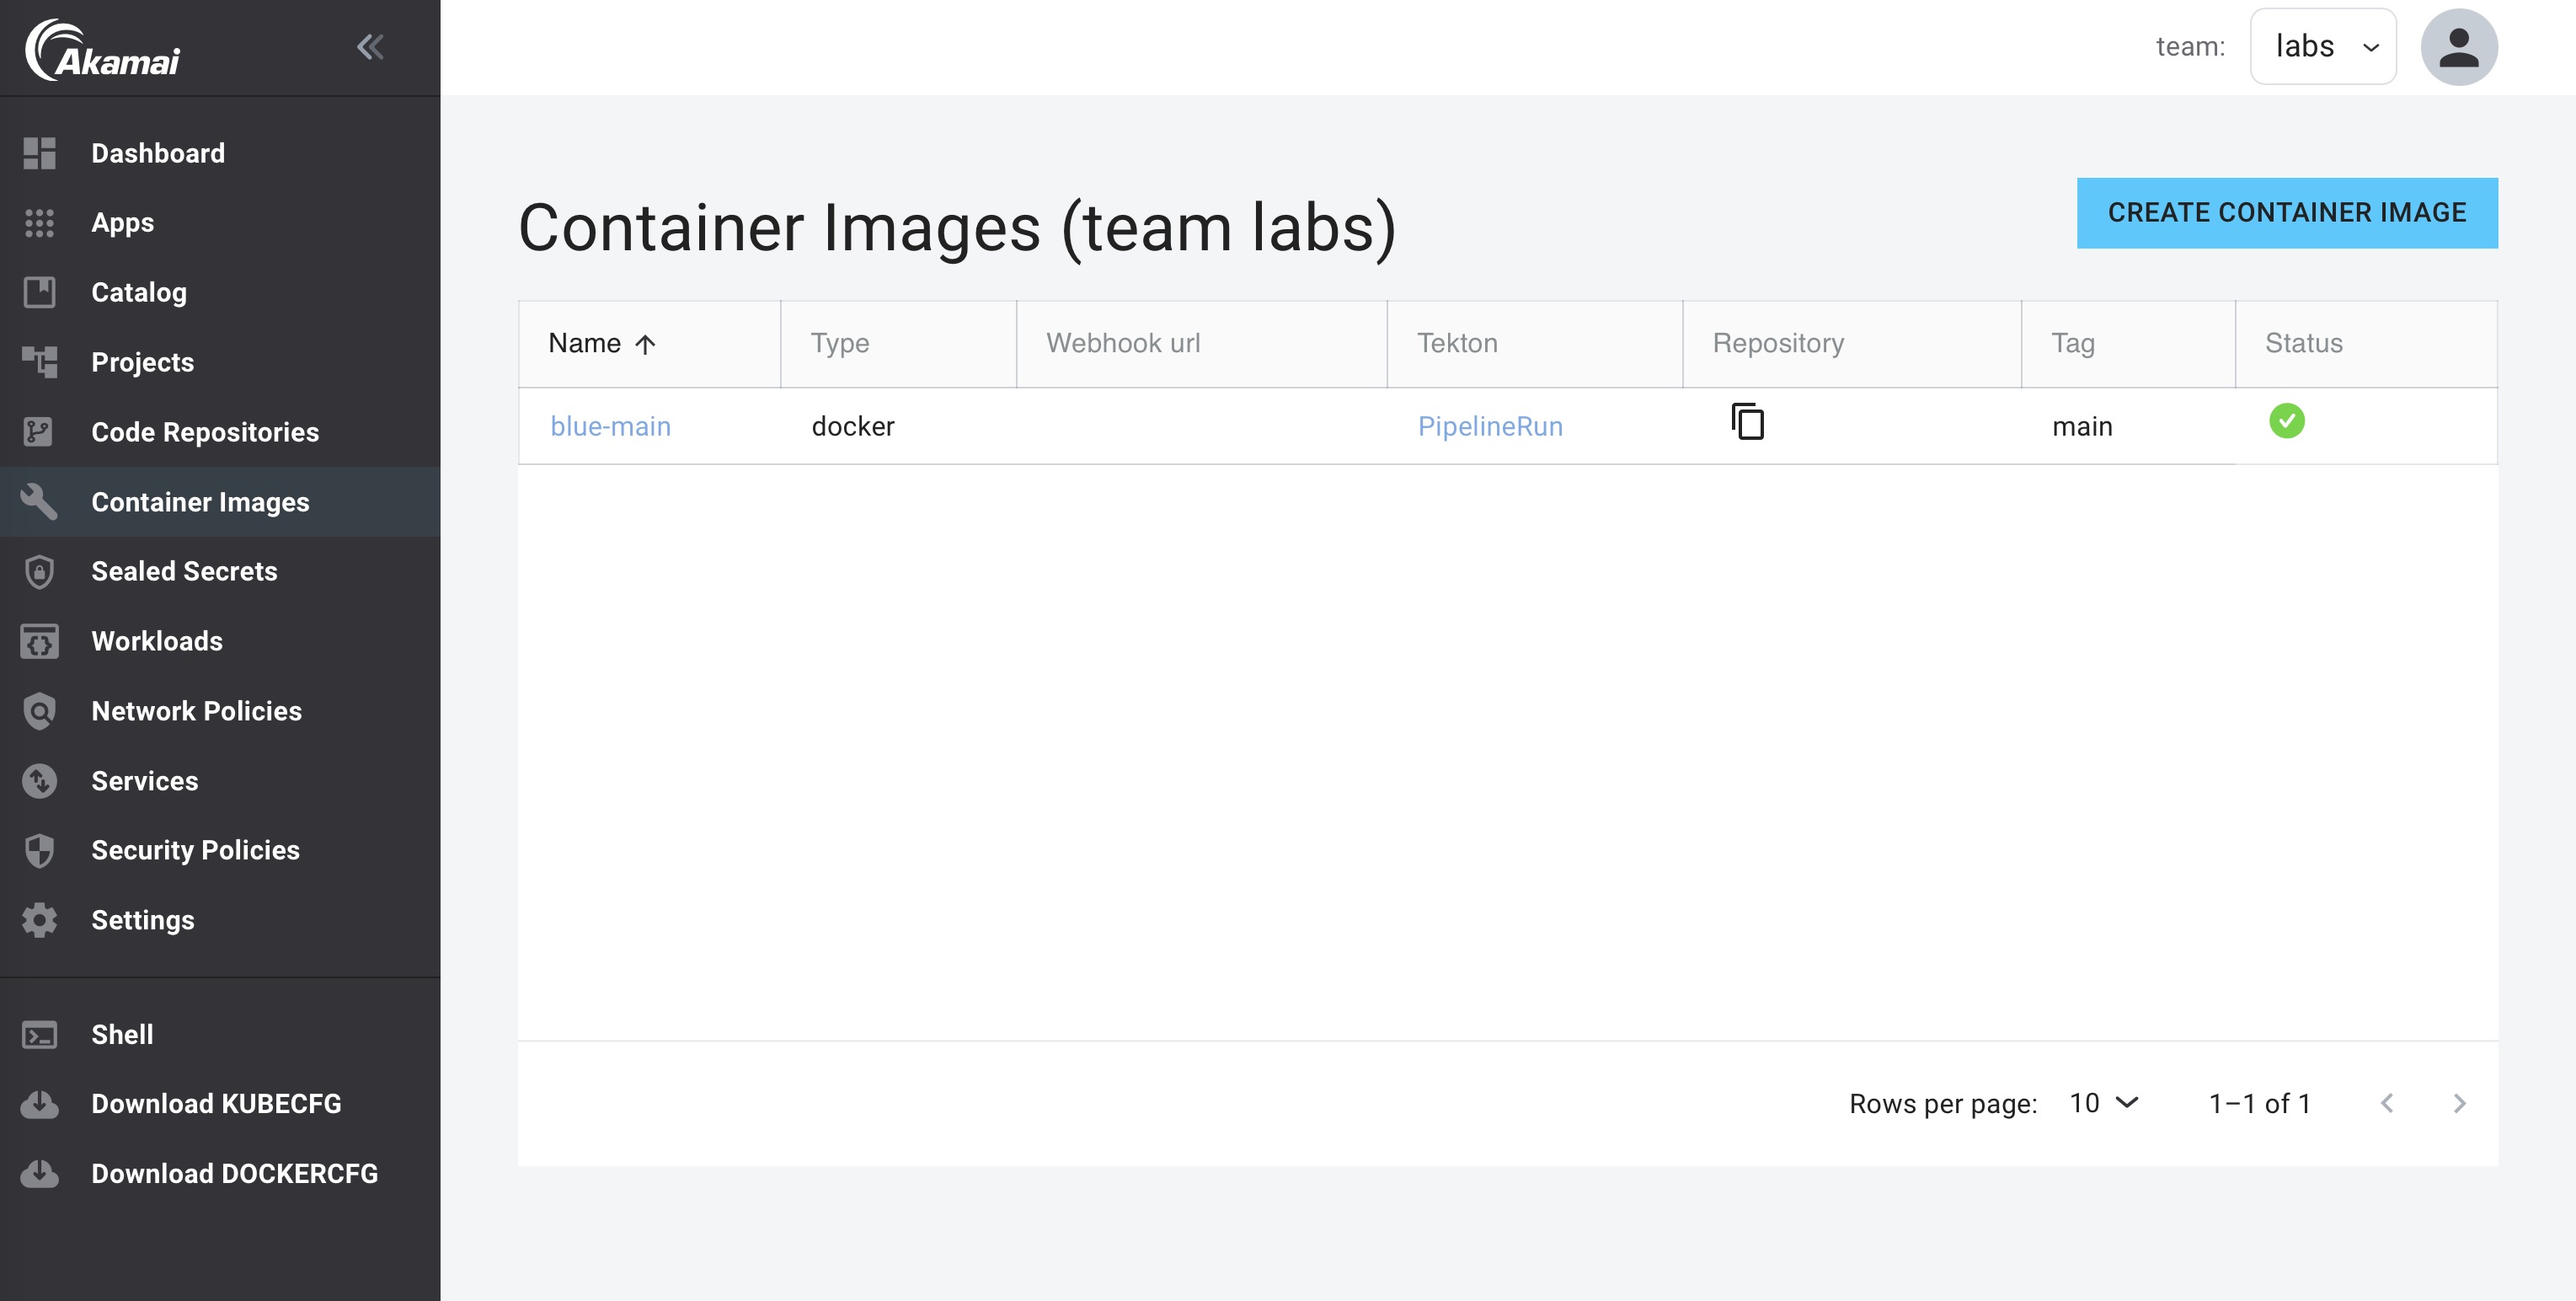 Akamai
team: labs
Dashboard
Apps
Catalog
Projects
Code Repositories
Container Images
Sealed Secrets
Workloads
Network Policies
Services
Security Policies
Settings
Shell
Download KUBECFG
Download DOCKERCFG
Container Images (team labs)
CREATE CONTAINER IMAGE
Name Type Webhook url Tekton Repository Tag Status
blue-main docker PipelineRun main
Rows per page: 10 1–1 of 1